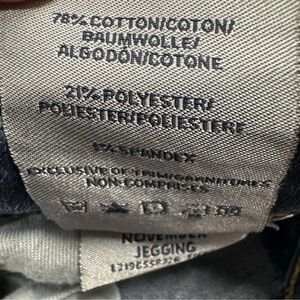 78% COTTON/COTON/
BAUMWOLLE/
ALGODÓN/COTONE
21% POLYESTER/
POLIESTER/POLIESTERE
1% SPANDEX
EXCLUSIVE OF TRIM/GARNITURES
NON COMPRISES
NOVEMBER
JEGGING